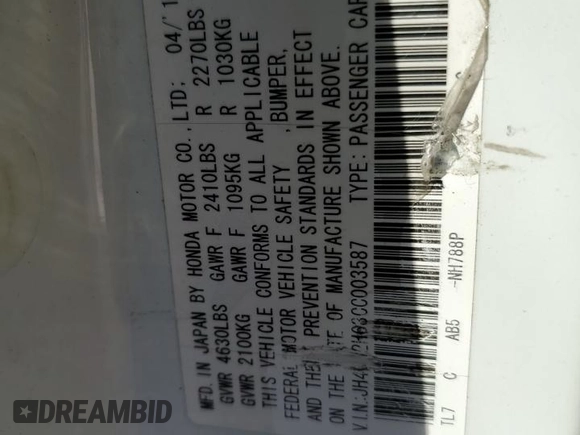 MFD. IN JAPAN BY HONDA MOTOR CO., LTD. 04/'1
GVWR 4630LBS GAWR F 2410LBS R 2270LBS
GVWR 2100KG GAWR F 1095KG R 1030KG
THIS VEHICLE CONFORMS TO ALL APPLICABLE
FEDERAL MOTOR VEHICLE SAFETY , BUMPER,
AND PREVENTION STANDARDS IN EFFECT
ON THE OF MANUFACTURE SHOWN ABOVE.
V.I.N.: TYPE: PASSENGER CAR
TL7 C AB5 -NH788P C
DREAMBID